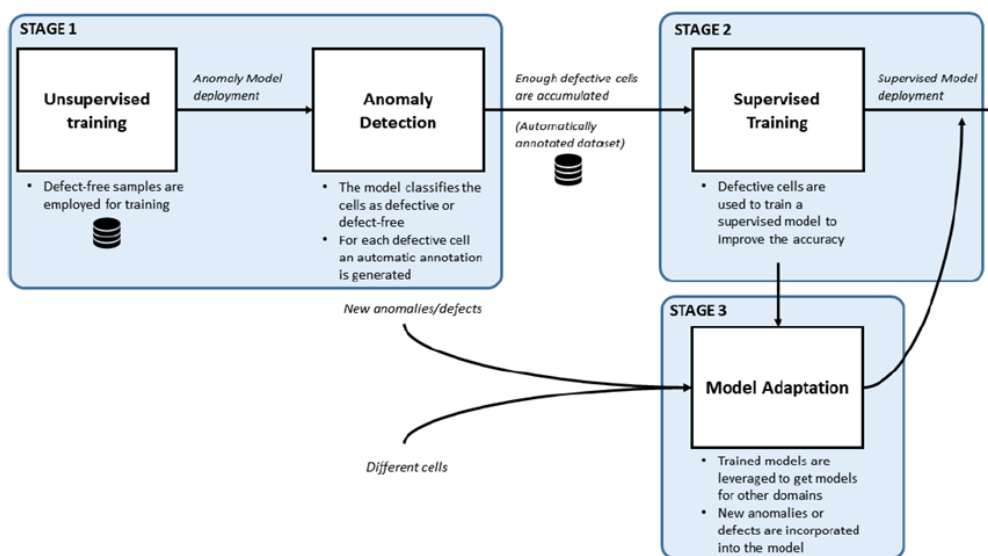 STAGE 1
Unsupervised
training
Anomaly Model
deployment
Anomaly
Detection
• Defect-free samples are
employed for training
• The model classifies the
cells as defective or
defect-free
• For each defective cell
an automatic annotation
is generated
Enough defective cells
are accumulated
(Automatically
annotated dataset)
STAGE 2
Supervised
Training
Supervised Model
deployment
• Defective cells are
used to train a
supervised model to
improve the accuracy
New anomalies/defects
Different cells
STAGE 3
Model Adaptation
• Trained models are
leveraged to get models
for other domains
• New anomalies or
defects are incorporated
into the model